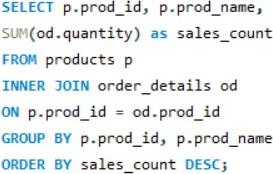 SELECT p.prod_id, p.prod_name,
SUM(od.quantity) as sales_count
FROM products p
INNER JOIN order_details od
ON p.prod_id = od.prod_id
GROUP BY p.prod_id, p.prod_name
ORDER BY sales_count DESC;